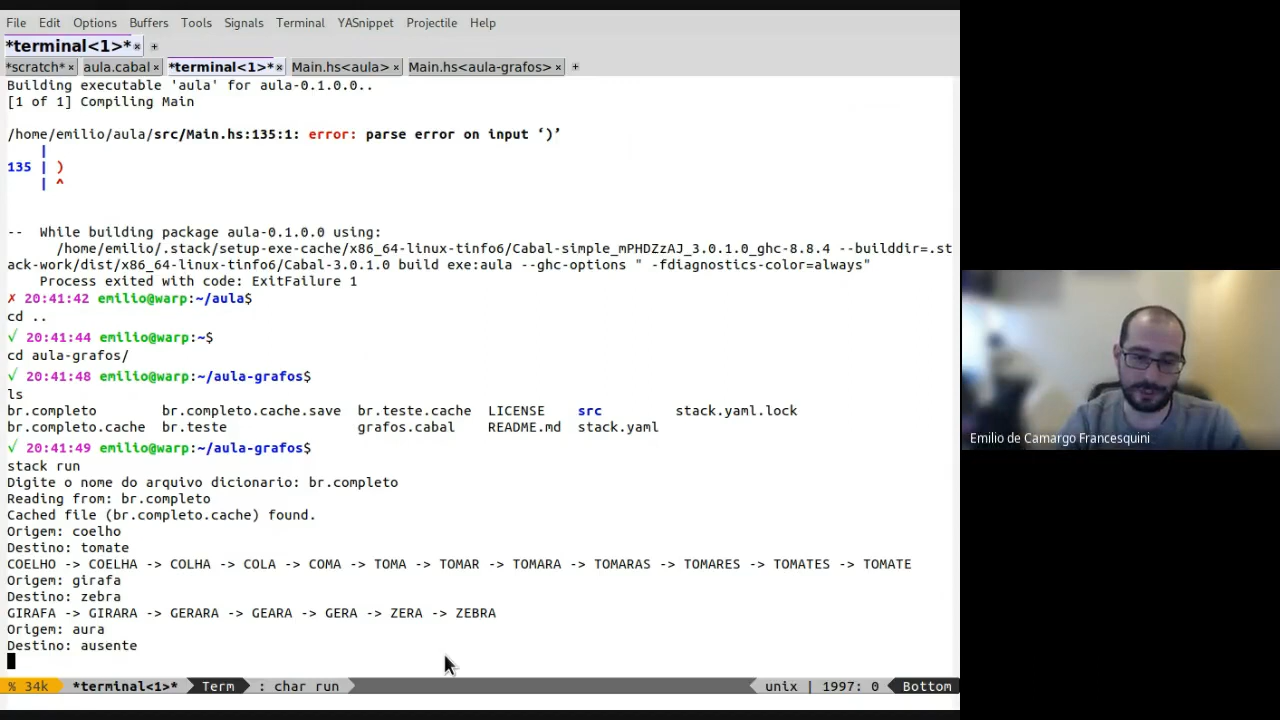 File Edit Options Buffers Tools Signals Terminal YASnippet Projectile Help
*terminal<1>*× +
*scratch*× aula.cabal× *terminal<1>*× Main.hs<aula>× Main.hs<aula-grafos>× +
Building executable 'aula' for aula-0.1.0.0..
[1 of 1] Compiling Main
/home/emilio/aula/src/Main.hs:135:1: error: parse error on input ‘)’
|
135 | )
| ^
-- While building package aula-0.1.0.0 using:
/home/emilio/.stack/setup-exe-cache/x86_64-linux-tinfo6/Cabal-simple_mPHDZzAJ_3.0.1.0_ghc-8.8.4 --builddir=.st
ack-work/dist/x86_64-linux-tinfo6/Cabal-3.0.1.0 build exe:aula --ghc-options " -fdiagnostics-color=always"
Process exited with code: ExitFailure 1
✗ 20:41:42 emilio@warp:~/aula$
cd ..
√ 20:41:44 emilio@warp:~$
cd aula-grafos/
√ 20:41:48 emilio@warp:~/aula-grafos$
ls
br.completo br.completo.cache.save br.teste.cache LICENSE src stack.yaml.lock
br.completo.cache br.teste grafos.cabal README.md stack.yaml
√ 20:41:49 emilio@warp:~/aula-grafos$
stack run
Digite o nome do arquivo dicionario: br.completo
Reading from: br.completo
Cached file (br.completo.cache) found.
Origem: coelho
Destino: tomate
COELHO -> COELHA -> COLHA -> COLA -> COMA -> TOMA -> TOMAR -> TOMARA -> TOMARAS -> TOMARES -> TOMATES -> TOMATE
Origem: girafa
Destino: zebra
GIRAFA -> GIRARA -> GERARA -> GEARA -> GERA -> ZERA -> ZEBRA
Origem: aura
Destino: ausente
% 34k *terminal<1>* Term : char run unix | 1997: 0 Bottom
Emilio de Camargo Francesquini